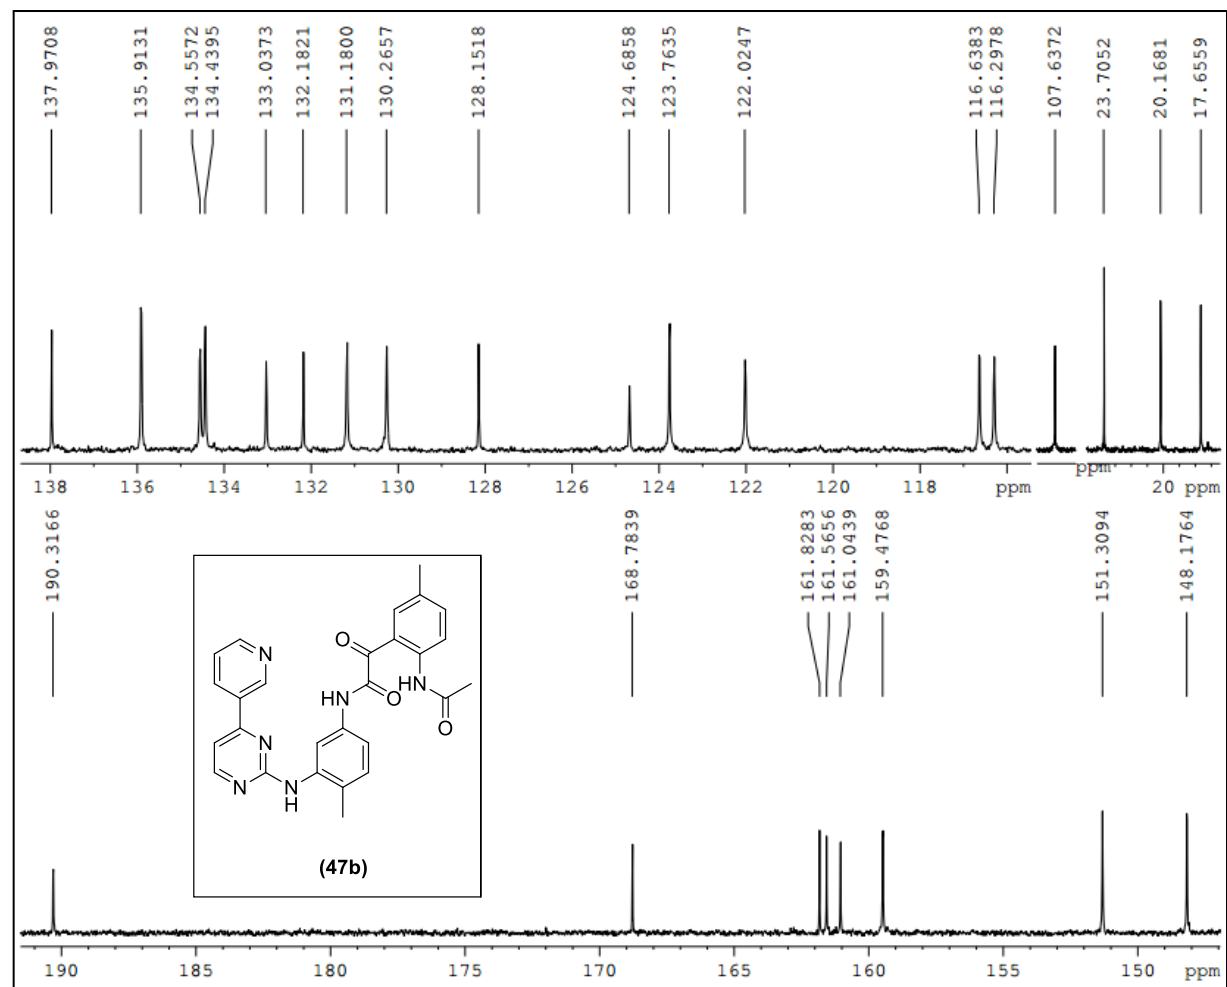 137.9708
135.9131
134.5572
134.4395
133.0373
132.1821
131.1800
130.2657
128.1518
124.6858
123.7635
122.0247
116.6383
116.2978
107.6372
23.7052
20.1681
17.6559
138 136 134 132 130 128 126 124 122 120 118 ppm ppm 20 ppm
190.3166
168.7839
161.8283
161.5656
161.0439
159.4768
151.3094
148.1764
O
N
HN
O
HN
O
N
N
N
H
(47b)
190 185 180 175 170 165 160 155 150 ppm